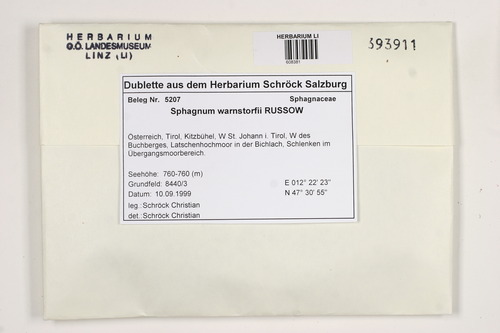 HERBARIUM
O.Ö. LANDESMUSEUM
LINZ (LI)
HERBARIUM LI
608381
393911
Dublette aus dem Herbarium Schröck Salzburg
Beleg Nr. 5207 Sphagnaceae
Sphagnum warnstorfii RUSSOW
Österreich, Tirol, Kitzbühel, W St. Johann i. Tirol, W des
Buchberges, Latschenhochmoor in der Bichlach, Schlenken im
Übergangsmoorbereich.
Seehöhe: 760-760 (m)
Grundfeld: 8440/3 E 012° 22' 23"
Datum: 10.09.1999 N 47° 30' 55"
leg.:Schröck Christian
det.:Schröck Christian